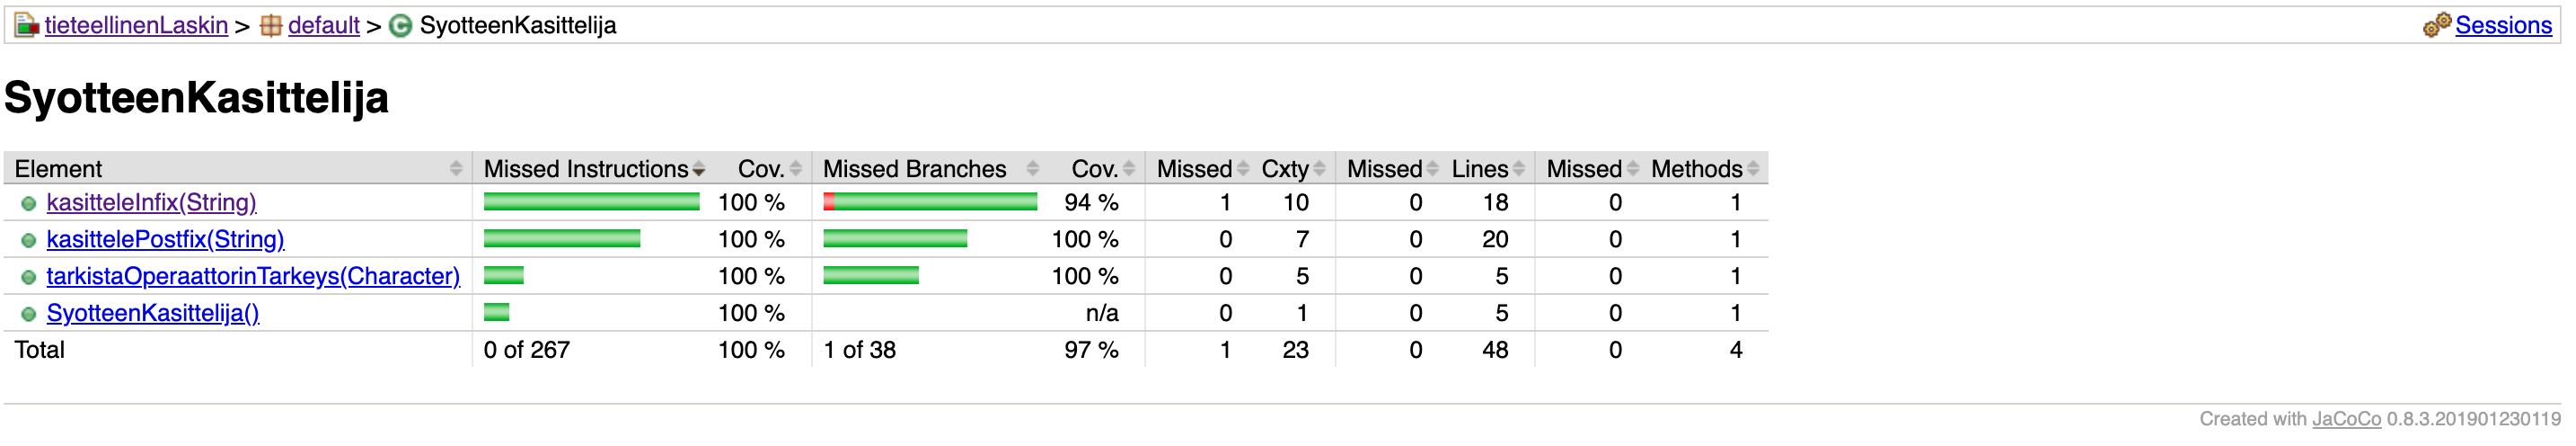 tieteellinenLaskin > default > SyotteenKasittelija Sessions
SyotteenKasittelija
Element Missed Instructions Cov. Missed Branches Cov. Missed Cxty Missed Lines Missed Methods
kasitteleInfix(String) 100 % 94 % 1 10 0 18 0 1
kasittelePostfix(String) 100 % 100 % 0 7 0 20 0 1
tarkistaOperaattorinTarkeys(Character) 100 % 100 % 0 5 0 5 0 1
SyotteenKasittelija() 100 % n/a 0 1 0 5 0 1
Total 0 of 267 100 % 1 of 38 97 % 1 23 0 48 0 4
Created with JaCoCo 0.8.3.201901230119